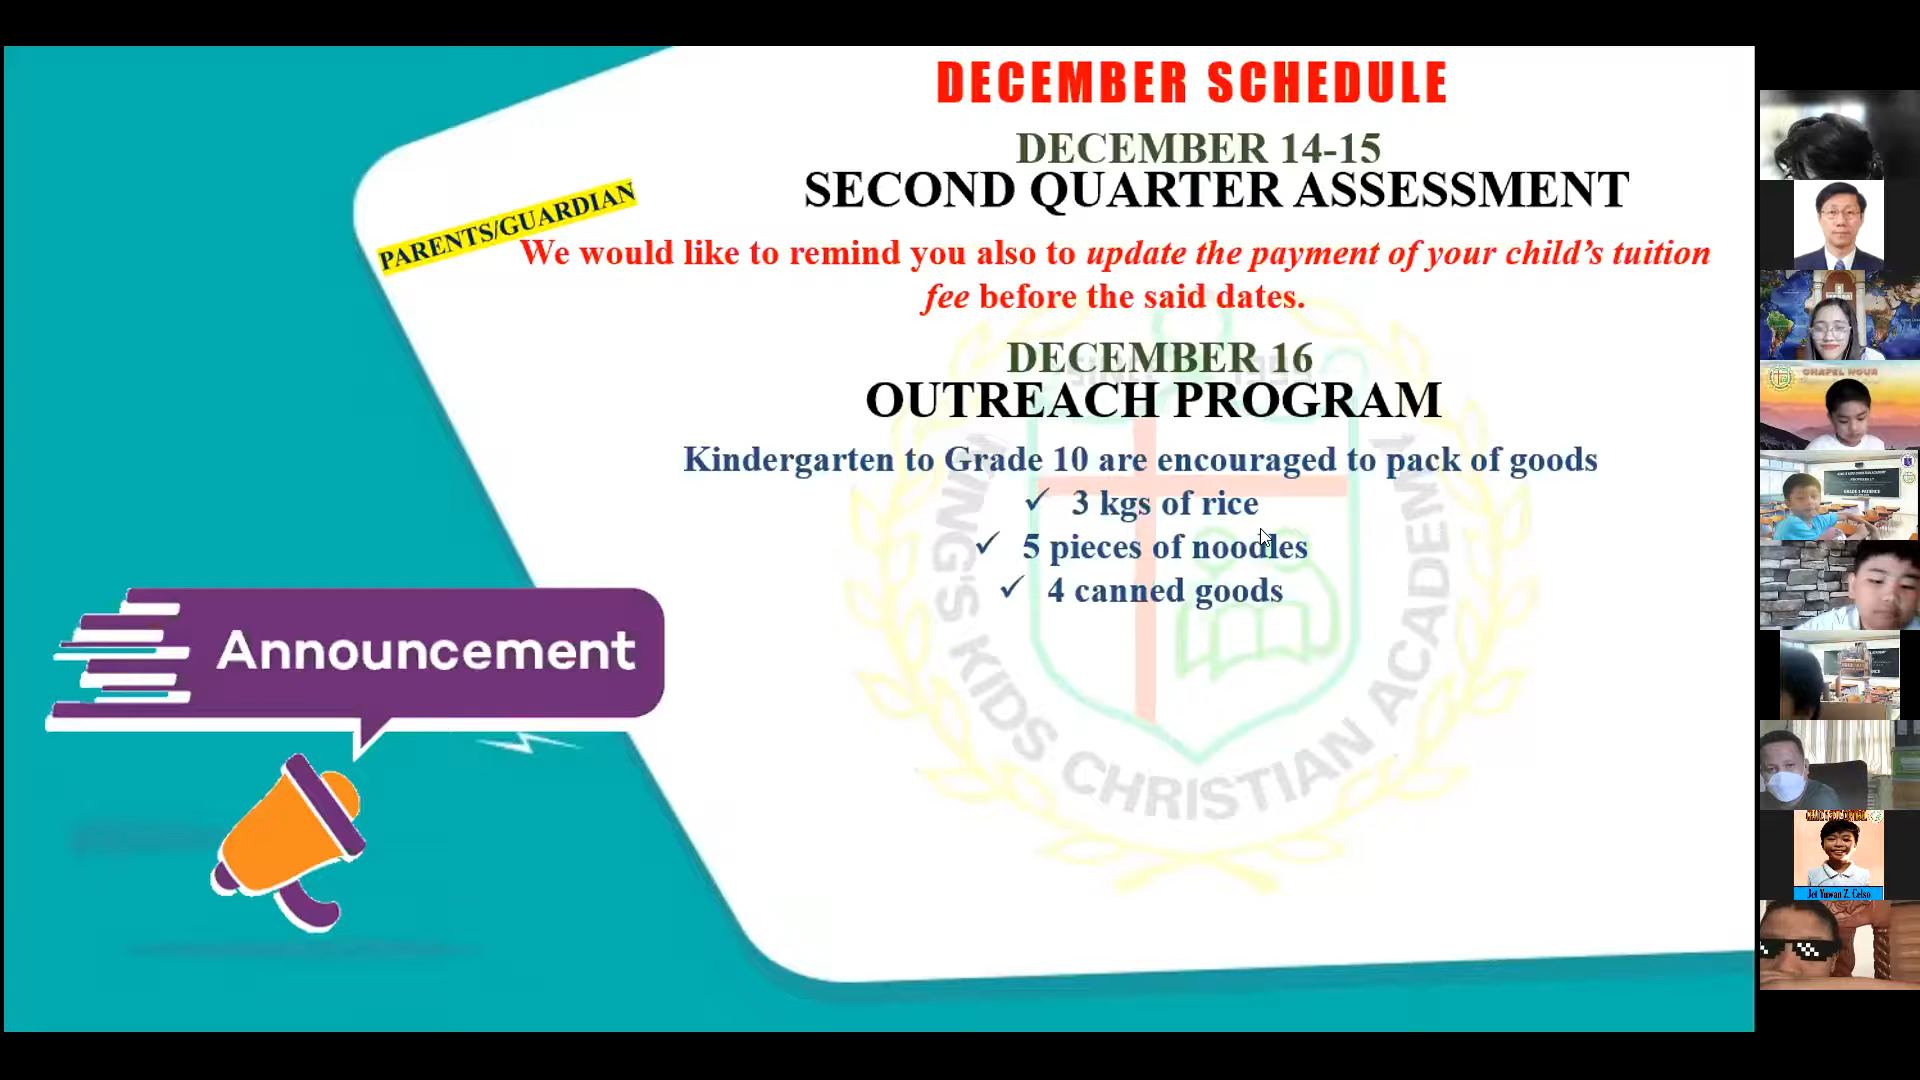 DECEMBER SCHEDULE
DECEMBER 14-15
SECOND QUARTER ASSESSMENT
PARENTS/GUARDIAN
We would like to remind you also to update the payment of your child’s tuition
fee before the said dates.
DECEMBER 16
OUTREACH PROGRAM
Kindergarten to Grade 10 are encouraged to pack of goods
✓ 3 kgs of rice
✓ 5 pieces of noodles
✓ 4 canned goods
Announcement
KING'S KIDS CHRISTIAN ACADEMY
CHAPEL HOUR
Jet Yuwan Z. Celso